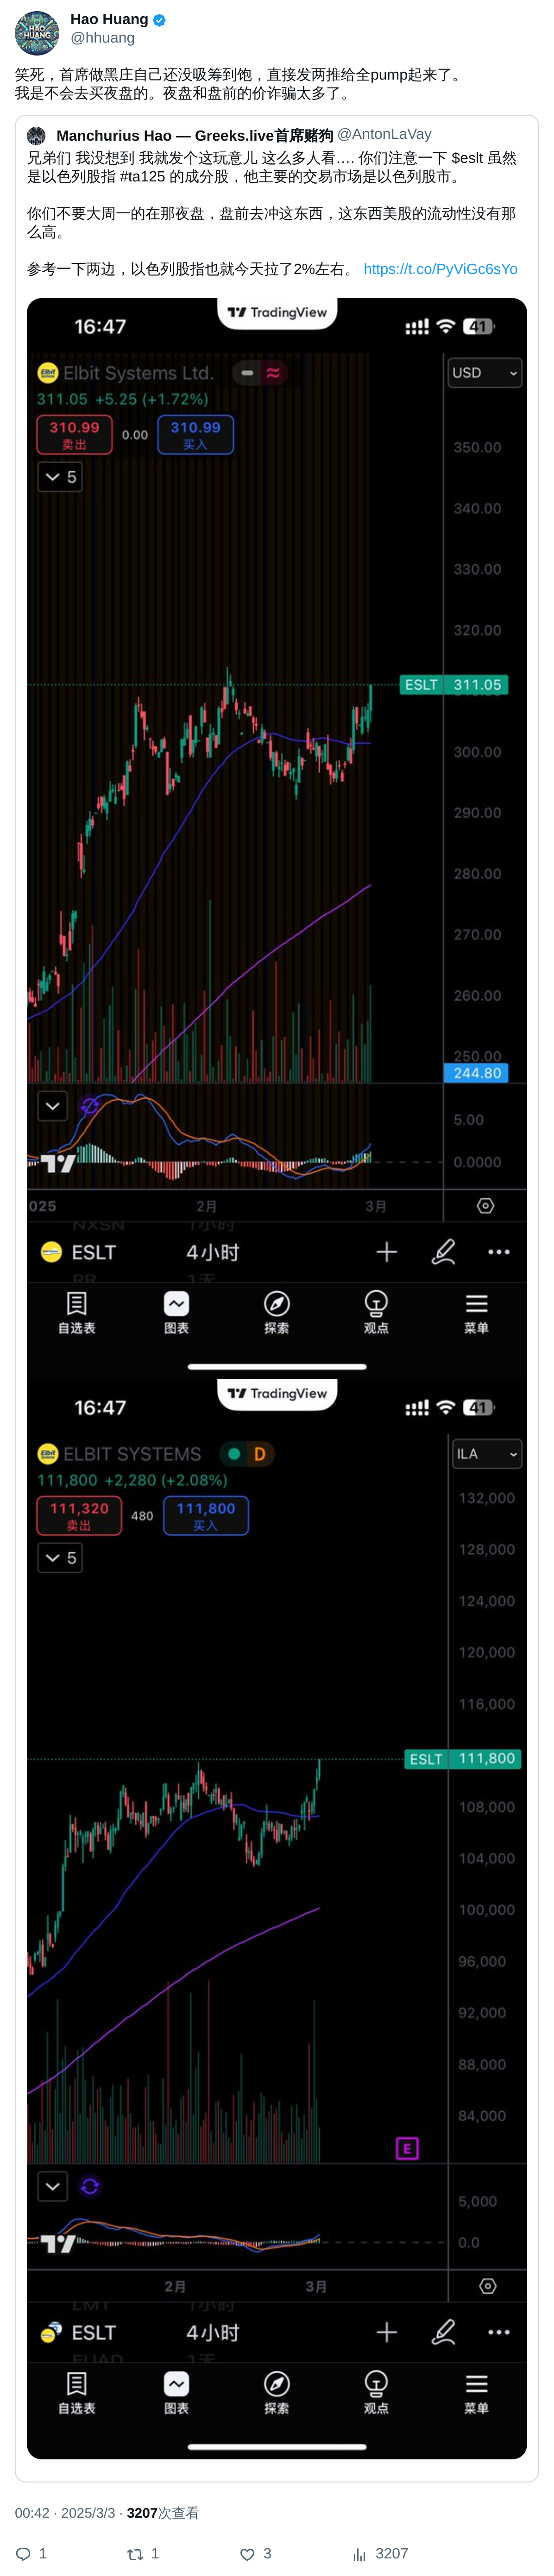 HAO
HUANG
Hao Huang
@hhuang
笑死，首席做黑庄自己还没吸筹到饱，直接发两推给全pump起来了。
我是不会去买夜盘的。夜盘和盘前的价诈骗太多了。
Manchurius Hao — Greeks.live首席赌狗 @AntonLaVay
兄弟们 我没想到 我就发个这玩意儿 这么多人看.... 你们注意一下 $eslt 虽然
是以色列股指 #ta125 的成分股，他主要的交易市场是以色列股市。
你们不要大周一的在那夜盘，盘前去冲这东西，这东西美股的流动性没有那
么高。
参考一下两边，以色列股指也就今天拉了2%左右。 https://t.co/PyViGc6sYo
16:47
TradingView
41
Elbit Systems Ltd.
USD
311.05 +5.25 (+1.72%)
310.99
卖出
0.00
310.99
买入
5
350.00
340.00
330.00
320.00
ESLT 311.05
300.00
290.00
280.00
270.00
260.00
250.00
244.80
5.00
0.0000
025
2月
3月
NXSN
1小时
ESLT
4小时
RR
1天
自选表
图表
探索
观点
菜单
16:47
TradingView
41
ELBIT SYSTEMS
D
ILA
111,800 +2,280 (+2.08%)
111,320
卖出
480
111,800
买入
5
132,000
128,000
124,000
120,000
116,000
ESLT 111,800
108,000
104,000
100,000
96,000
92,000
88,000
84,000
E
5,000
0.0
2月
3月
LMT
1小时
ESLT
4小时
EUAD
1天
自选表
图表
探索
观点
菜单
00:42 · 2025/3/3 · 3207次查看
1
1
3
3207